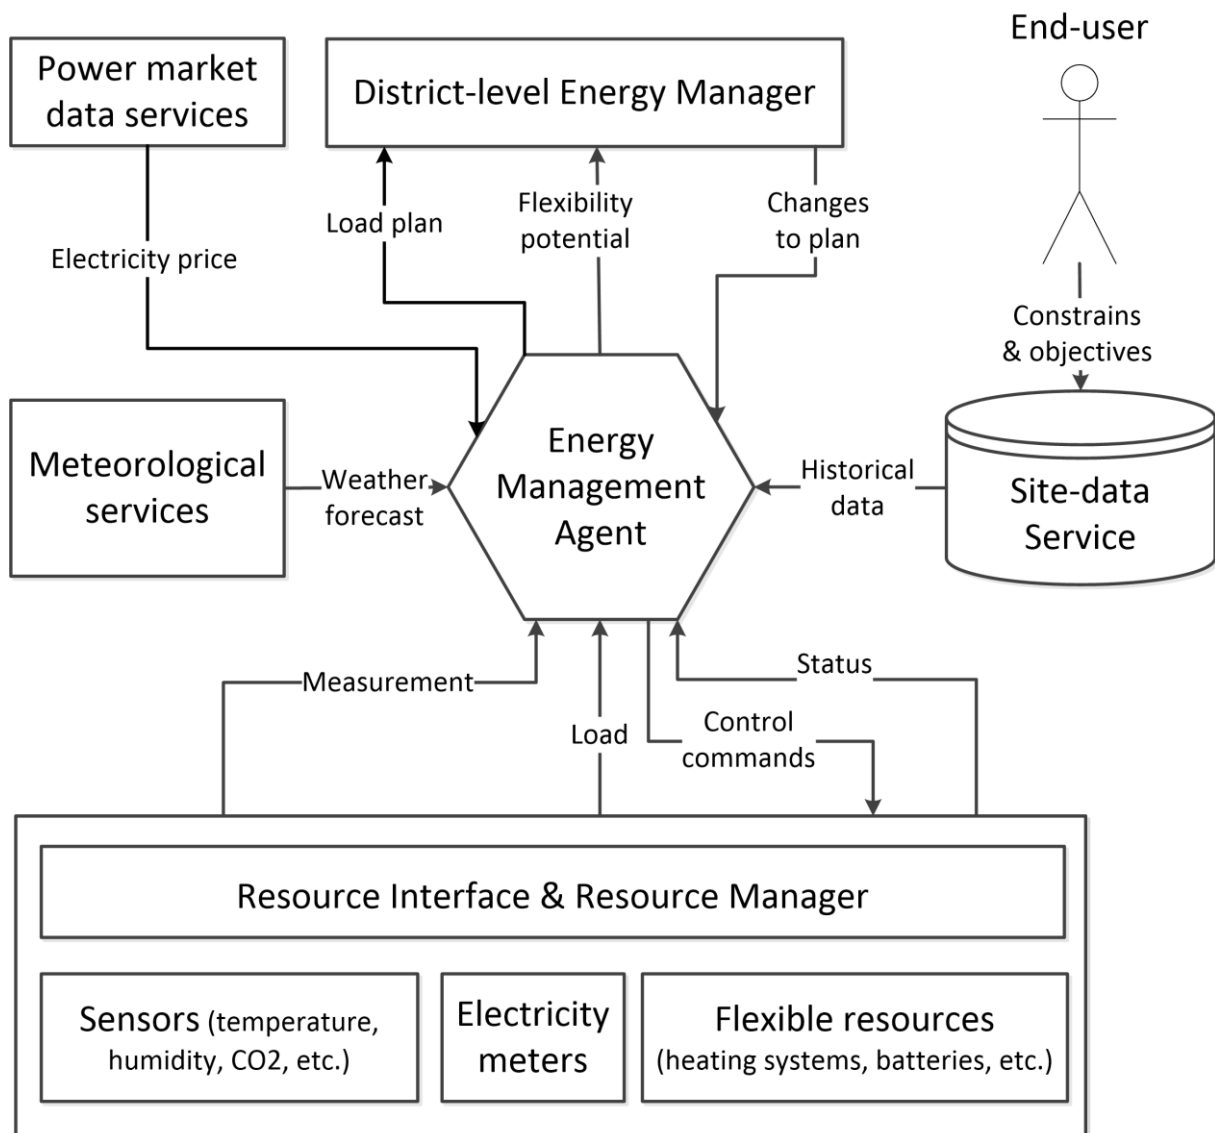 End-user
Power market
data services
District-level Energy Manager
Load plan
Flexibility
potential
Changes
to plan
Electricity price
Constrains
& objectives
Meteorological
services
Weather
forecast
Energy
Management
Agent
Historical
data
Site-data
Service
Measurement
Load
Control
commands
Status
Resource Interface & Resource Manager
Sensors (temperature,
humidity, CO2, etc.)
Electricity
meters
Flexible resources
(heating systems, batteries, etc.)